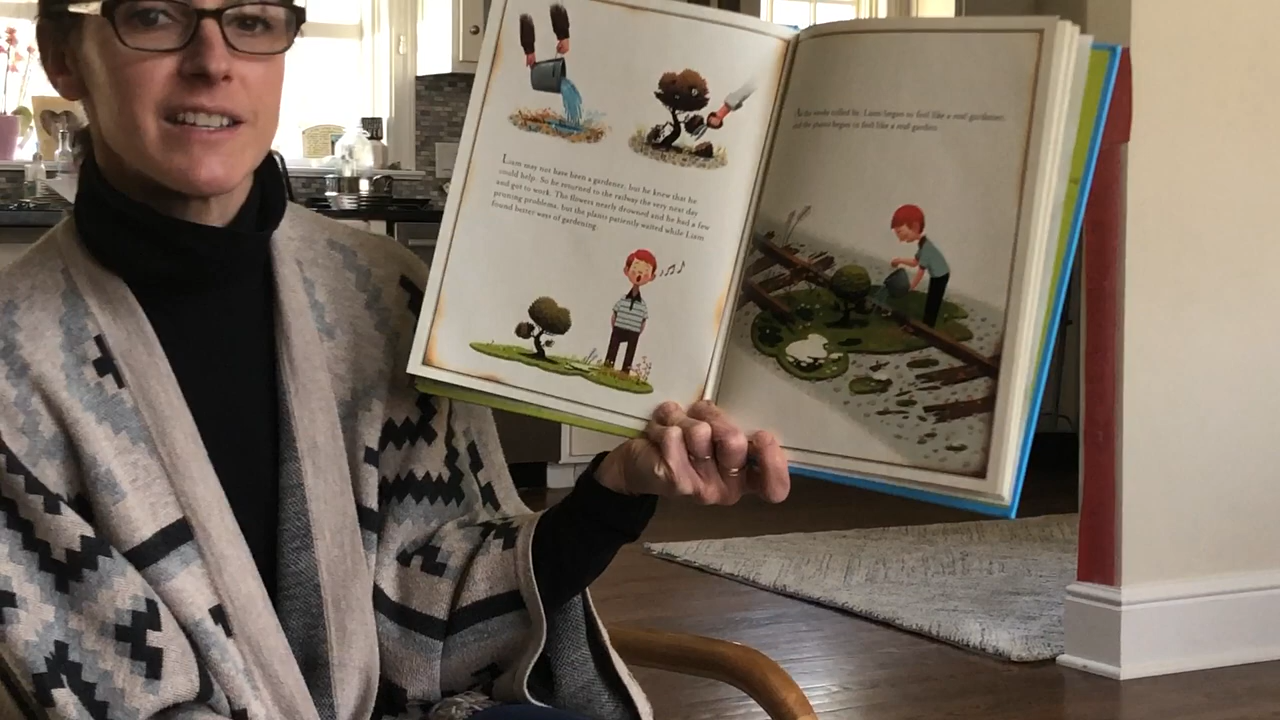 Liam may not have been a gardener, but he knew that he
could help. So he returned to the railway the very next day
and got to work. The flowers nearly drowned and he had a few
pruning problems, but the plants patiently waited while Liam
found better ways of gardening.
As the weeks rolled by, Liam began to feel like a real gardener,
and the plants began to feel like a real garden.